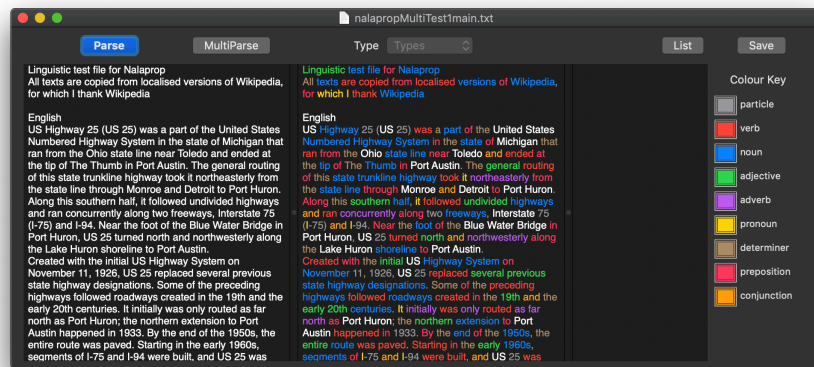 nalapropMultiTest1main.txt
Parse
MultiParse
Type
Types
List
Save
Linguistic test file for Nalaprop
All texts are copied from localised versions of Wikipedia,
for which I thank Wikipedia
English
US Highway 25 (US 25) was a part of the United States
Numbered Highway System in the state of Michigan that
ran from the Ohio state line near Toledo and ended at
the tip of The Thumb in Port Austin. The general routing
of this state trunkline highway took it northeasterly from
the state line through Monroe and Detroit to Port Huron.
Along this southern half, it followed undivided highways
and ran concurrently along two freeways, Interstate 75
(I-75) and I-94. Near the foot of the Blue Water Bridge in
Port Huron, US 25 turned north and northwesterly along
the Lake Huron shoreline to Port Austin.
Created with the initial US Highway System on
November 11, 1926, US 25 replaced several previous
state highway designations. Some of the preceding
highways followed roadways created in the 19th and the
early 20th centuries. It initially was only routed as far
north as Port Huron; the northern extension to Port
Austin happened in 1933. By the end of the 1950s, the
entire route was paved. Starting in the early 1960s,
segments of I-75 and I-94 were built, and US 25 was
Linguistic test file for Nalaprop
All texts are copied from localised versions of Wikipedia,
for which I thank Wikipedia
English
US Highway 25 (US 25) was a part of the United States
Numbered Highway System in the state of Michigan that
ran from the Ohio state line near Toledo and ended at
the tip of The Thumb in Port Austin. The general routing
of this state trunkline highway took it northeasterly from
the state line through Monroe and Detroit to Port Huron.
Along this southern half, it followed undivided highways
and ran concurrently along two freeways, Interstate 75
(I-75) and I-94. Near the foot of the Blue Water Bridge in
Port Huron, US 25 turned north and northwesterly along
the Lake Huron shoreline to Port Austin.
Created with the initial US Highway System on
November 11, 1926, US 25 replaced several previous
state highway designations. Some of the preceding
highways followed roadways created in the 19th and the
early 20th centuries. It initially was only routed as far
north as Port Huron; the northern extension to Port
Austin happened in 1933. By the end of the 1950s, the
entire route was paved. Starting in the early 1960s,
segments of I-75 and I-94 were built, and US 25 was
Colour Key
particle
verb
noun
adjective
adverb
pronoun
determiner
preposition
conjunction